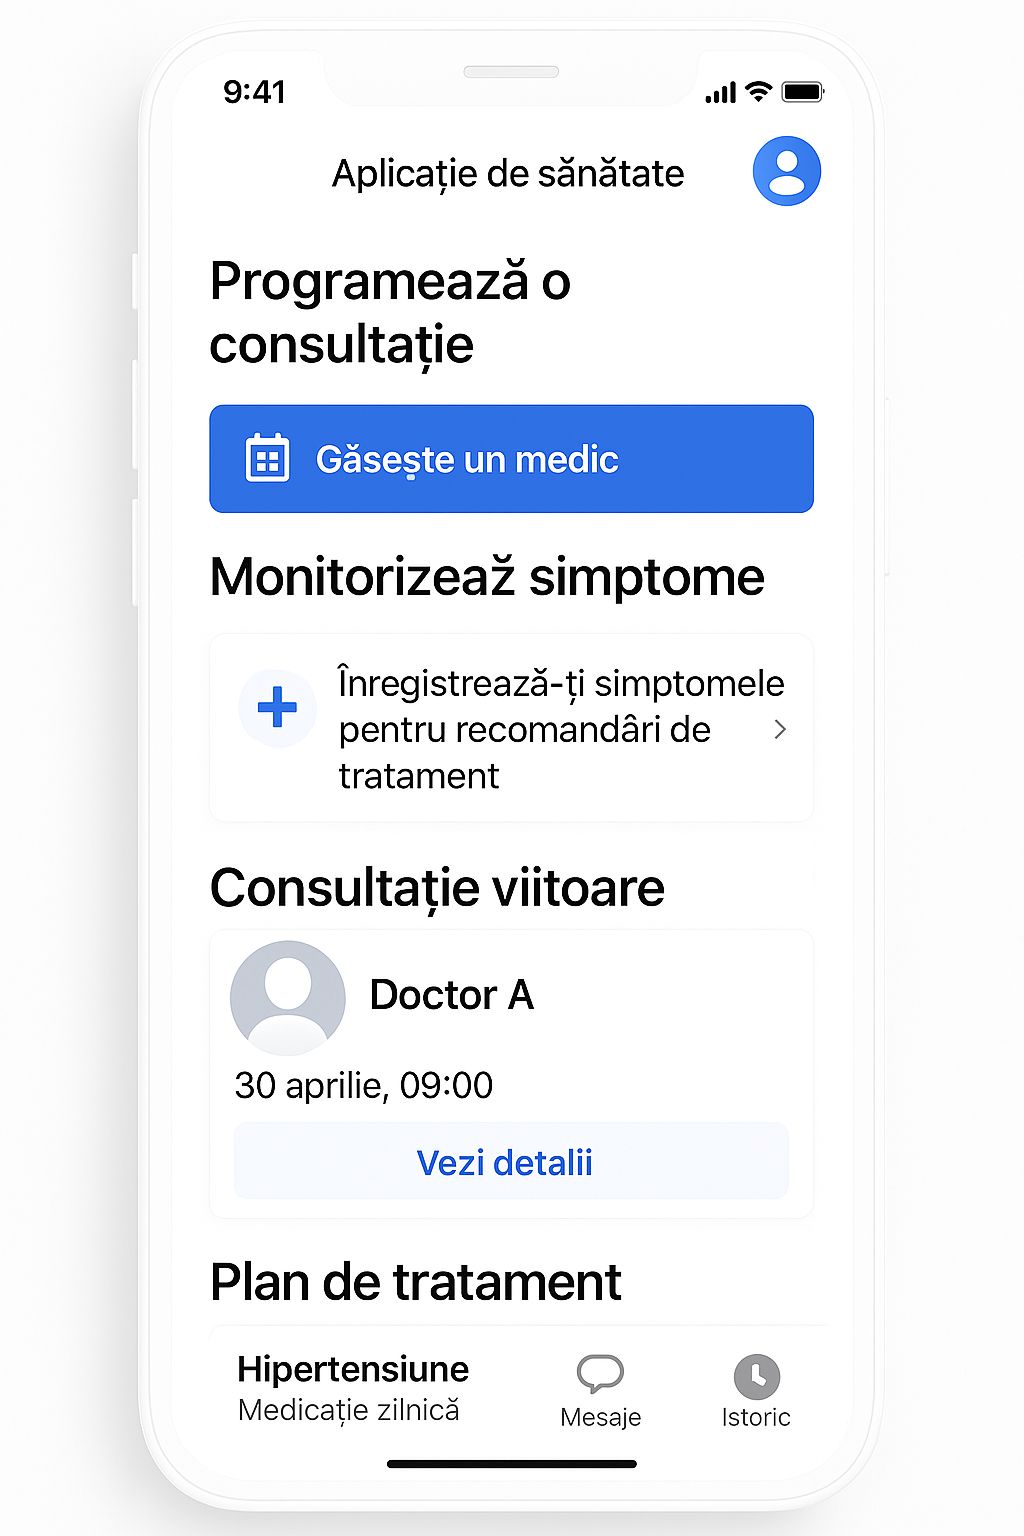 9:41
Aplicație de sănătate
Programează o
consultație
Găsește un medic
Monitorizeaž simptome
Înregistrează-ți simptomele
pentru recomandâri de
tratament
Consultație viitoare
Doctor A
30 aprilie, 09:00
Vezi detalii
Plan de tratament
Hipertensiune
Medicație zilnică
Mesaje
Istoric